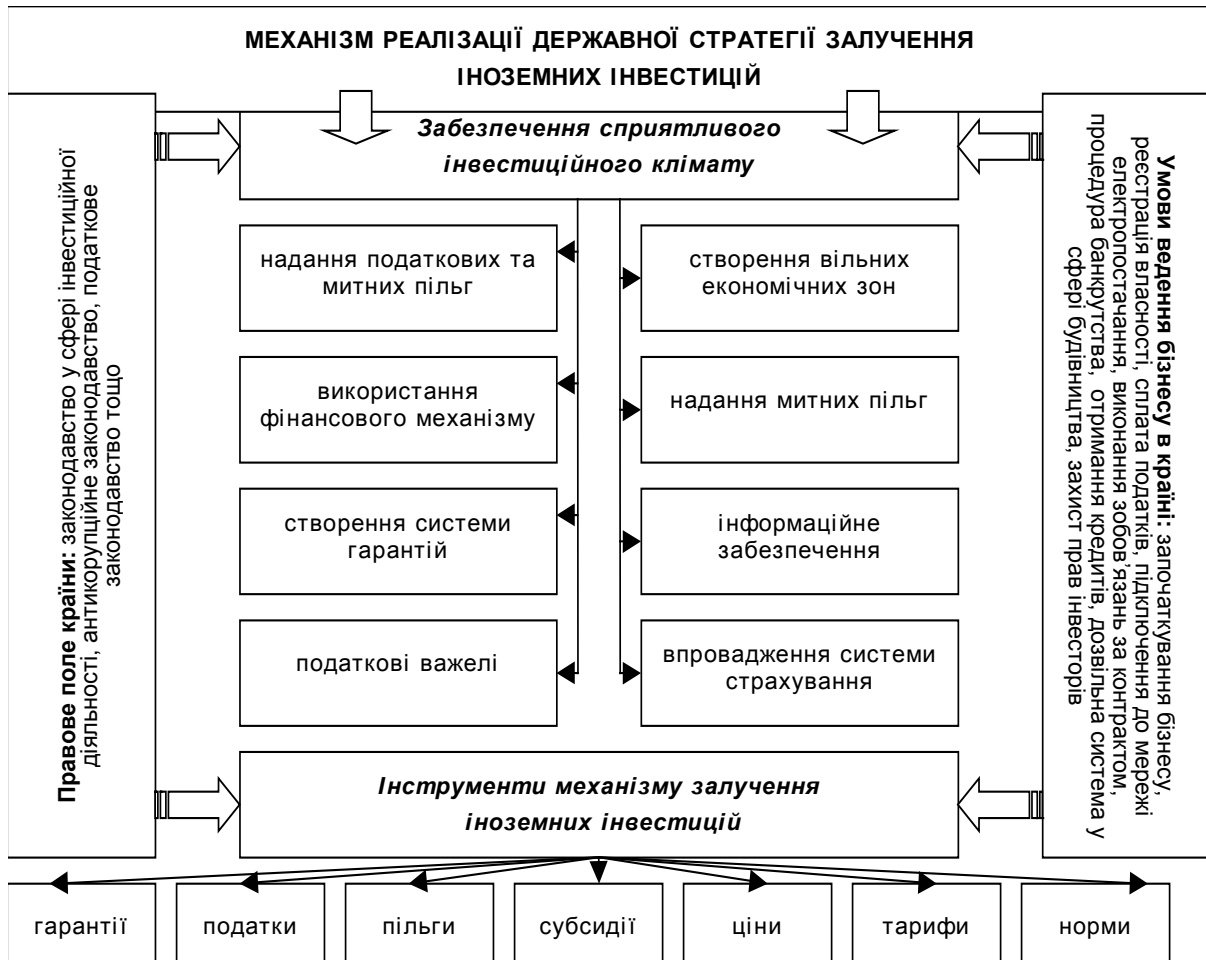 МЕХАНІЗМ РЕАЛІЗАЦІЇ ДЕРЖАВНОЇ СТРАТЕГІЇ ЗАЛУЧЕННЯ
ІНОЗЕМНИХ ІНВЕСТИЦІЙ
Правове поле країни: законодавство у сфері інвестиційної
діяльності, антикорупційне законодавство, податкове
законодавство тощо
Забезпечення сприятливого
інвестиційного клімату
надання податкових та
митних пільг
створення вільних
економічних зон
використання
фінансового механізму
надання митних пільг
створення системи
гарантій
інформаційне
забезпечення
податкові важелі
впровадження системи
страхування
Інструменти механізму залучення
іноземних інвестицій
Умови ведення бізнесу в країні: започаткування бізнесу,
реєстрація власності, сплата податків, підключення до мережі
електропостачання, виконання зобов’язань за контрактом,
процедура банкрутства, отримання кредитів, дозвільна система у
сфері будівництва, захист прав інвесторів
гарантії
податки
пільги
субсидії
ціни
тарифи
норми